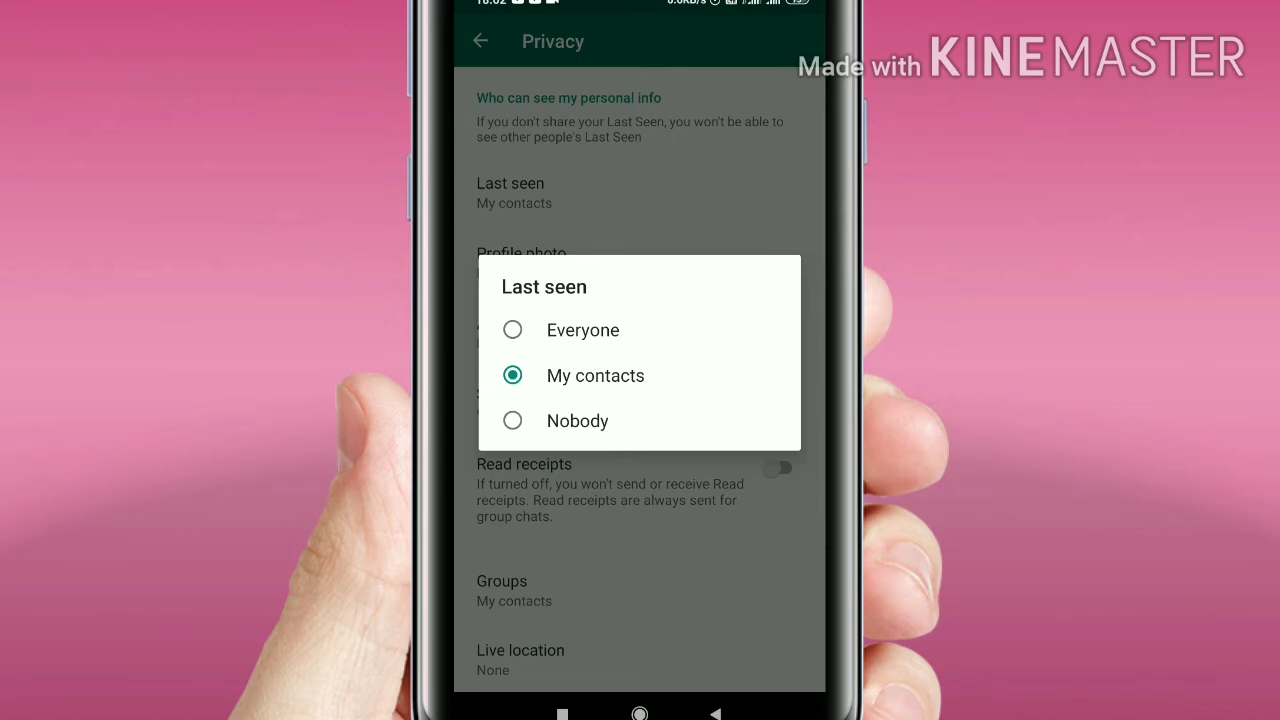 18:02
Privacy
Made with KINEMASTER
Who can see my personal info
If you don't share your Last Seen, you won't be able to
see other people's Last Seen
Last seen
My contacts
Profile photo
Last seen
Everyone
My contacts
Nobody
Read receipts
If turned off, you won't send or receive Read
receipts. Read receipts are always sent for
group chats.
Groups
My contacts
Live location
None